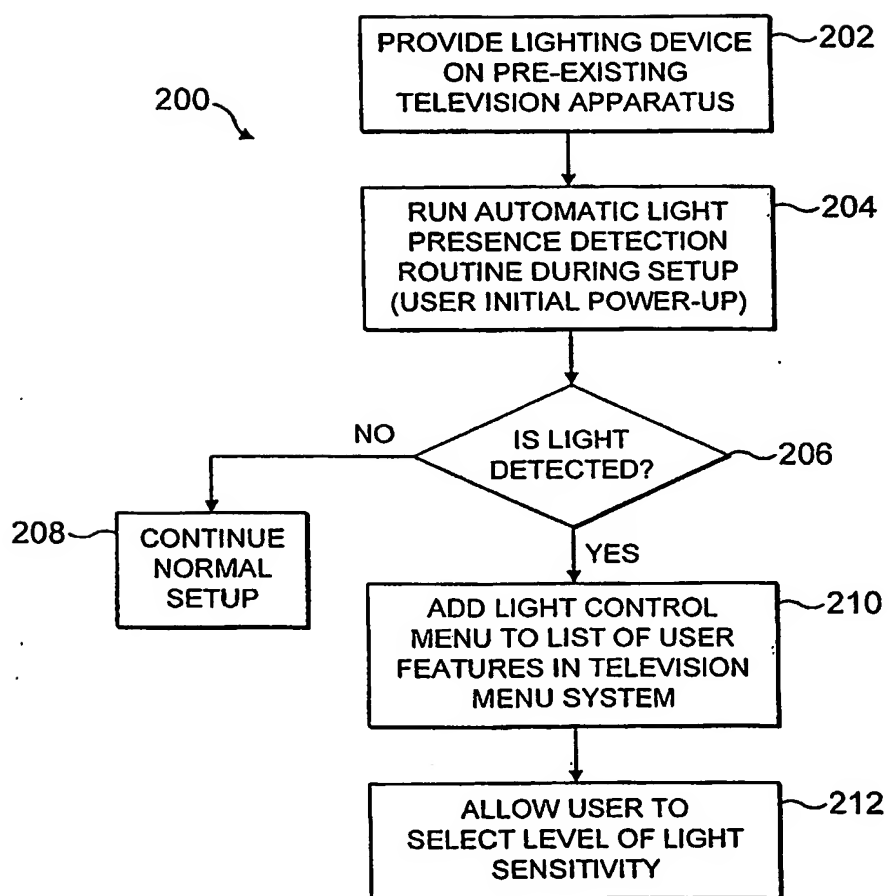 PROVIDE LIGHTING DEVICE
ON PRE-EXISTING
TELEVISION APPARATUS
202
200
RUN AUTOMATIC LIGHT
PRESENCE DETECTION
ROUTINE DURING SETUP
(USER INITIAL POWER-UP)
204
NO
IS LIGHT
DETECTED?
206
208
CONTINUE
NORMAL
SETUP
YES
ADD LIGHT CONTROL
MENU TO LIST OF USER
FEATURES IN TELEVISION
MENU SYSTEM
210
ALLOW USER TO
SELECT LEVEL OF LIGHT
SENSITIVITY
212